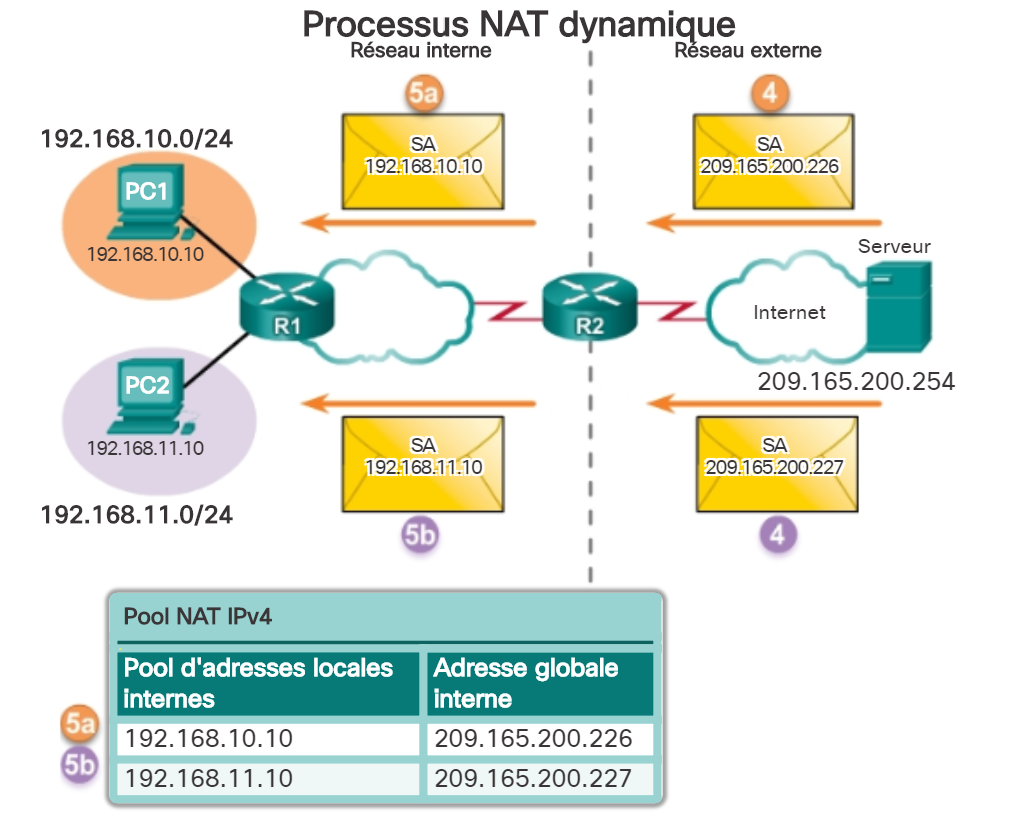 Processus NAT dynamique
Réseau interne
Réseau externe
5a
4
192.168.10.0/24
SA
192.168.10.10
SA
209.165.200.226
PC1
192.168.10.10
Serveur
R1
R2
Internet
209.165.200.254
PC2
192.168.11.10
SA
192.168.11.10
SA
209.165.200.227
192.168.11.0/24
5b
4
Pool NAT IPv4
Pool d'adresses locales
internes
Adresse globale
interne
5a
192.168.10.10
209.165.200.226
5b
192.168.11.10
209.165.200.227